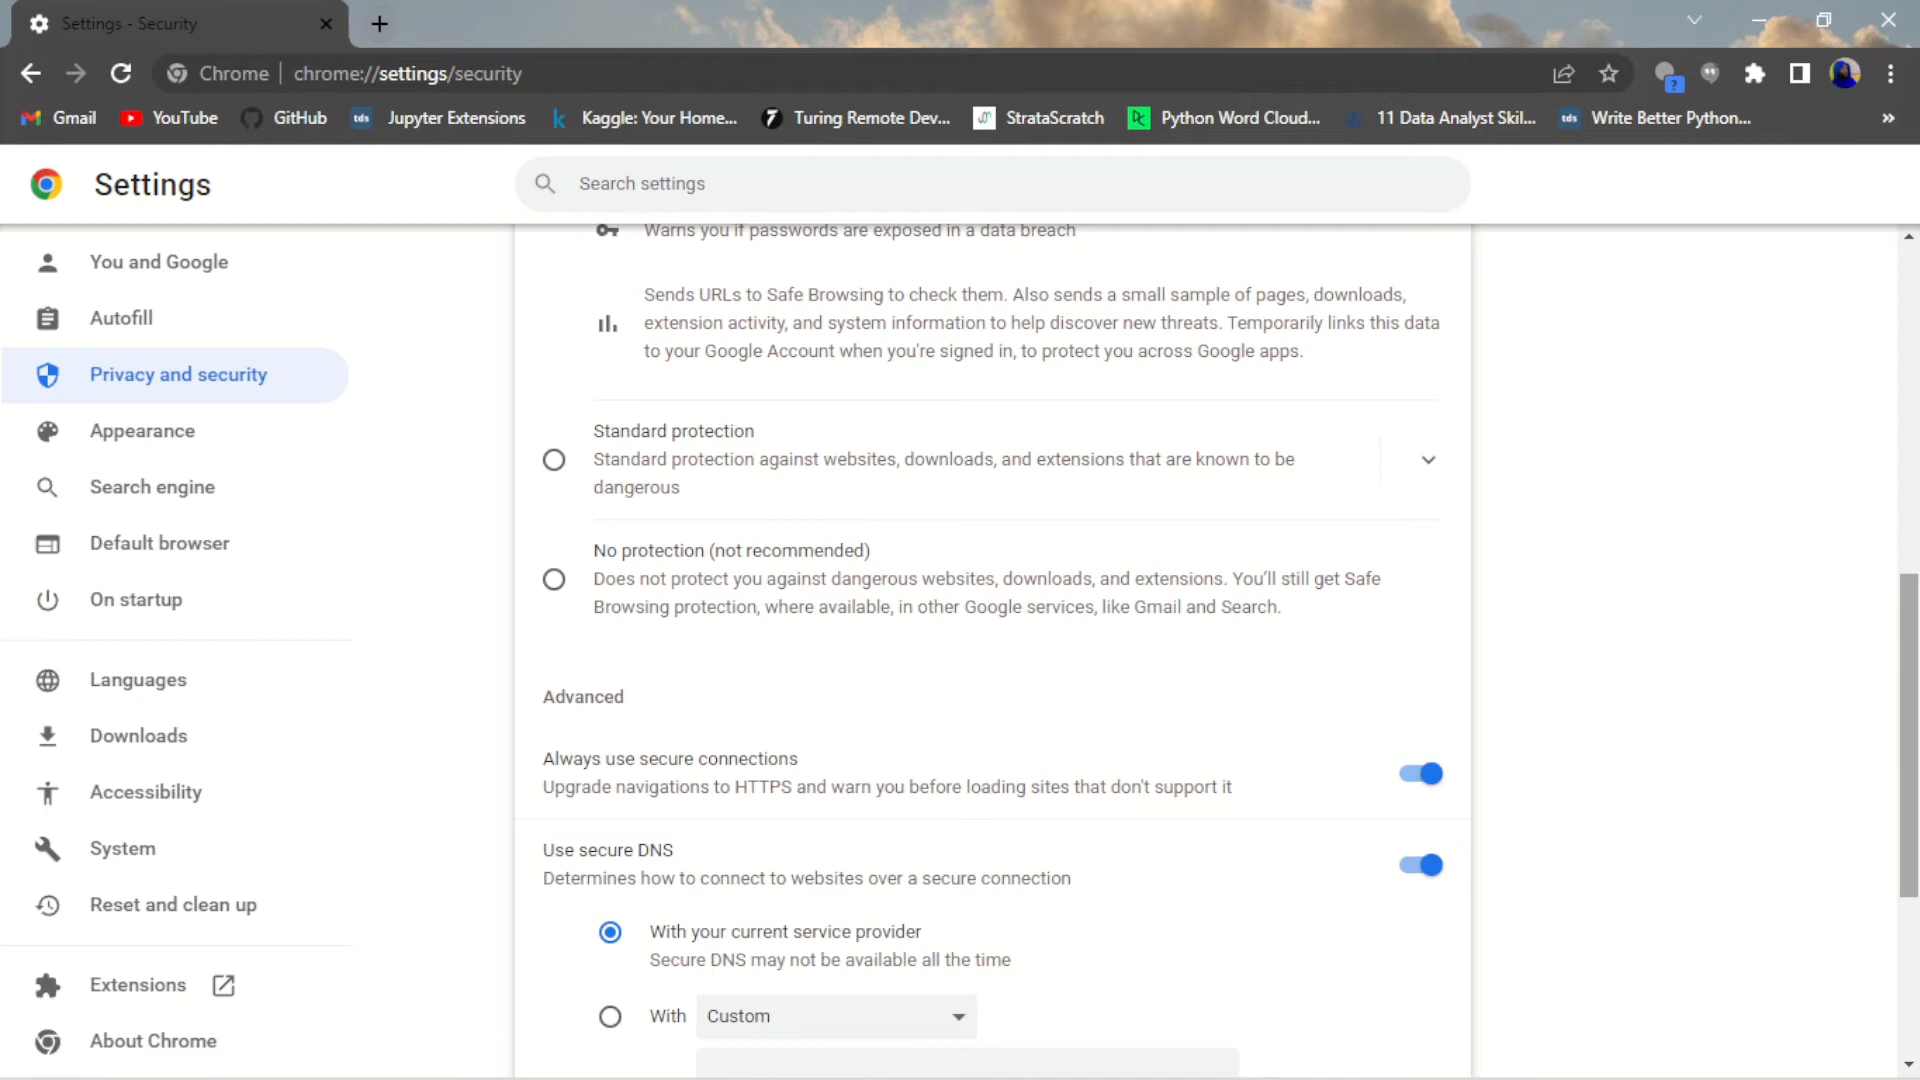 Settings - Security
Chrome | chrome://settings/security
?
Gmail
YouTube
GitHub
tds Jupyter Extensions
k Kaggle: Your Home...
Turing Remote Dev...
StrataScratch
DC Python Word Cloud...
11 Data Analyst Skil...
tds Write Better Python...
»
Settings
Search settings
You and Google
Autofill
Privacy and security
Appearance
Search engine
Default browser
On startup
Languages
Downloads
Accessibility
System
Reset and clean up
Extensions
About Chrome
Warns you if passwords are exposed in a data breach
Sends URLs to Safe Browsing to check them. Also sends a small sample of pages, downloads,
extension activity, and system information to help discover new threats. Temporarily links this data
to your Google Account when you're signed in, to protect you across Google apps.
Standard protection
Standard protection against websites, downloads, and extensions that are known to be
dangerous
No protection (not recommended)
Does not protect you against dangerous websites, downloads, and extensions. You’ll still get Safe
Browsing protection, where available, in other Google services, like Gmail and Search.
Advanced
Always use secure connections
Upgrade navigations to HTTPS and warn you before loading sites that don't support it
Use secure DNS
Determines how to connect to websites over a secure connection
With your current service provider
Secure DNS may not be available all the time
With Custom